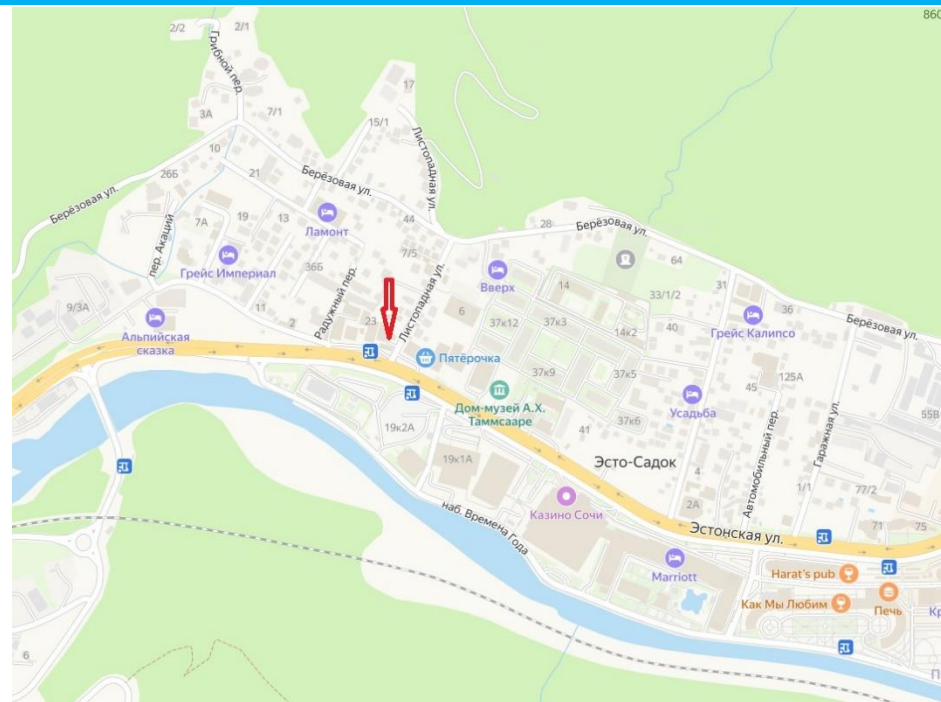 860
2/2
2/1
Грибной пер.
3А
7/1
17
15/1
10
Листопадная ул.
26Б
21
Берёзовая ул.
Берёзовая ул.
пер. Акаций
7А
19
13
Ламонт
44
28
Берёзовая ул.
Грейс Империал
36Б
7/5
Вверх
64
14
31
33/1/2
9/3А
11
2
Радужный пер.
23
Листопадная ул.
6
37к12
37к3
14к2
40
Грейс Калипсо
36
Берёзовая ул.
Альпийская
сказка
Пятёрочка
37к9
37к5
45
125А
Дом-музей А.Х.
Таммсааре
Усадьба
19к2А
41
37к6
55В
Автомобильный пер.
Гаражная ул.
19к1А
Эсто-Садок
4
1/1
77/2
наб. Времена Года
Казино Сочи
2А
Эстонская ул.
71
75
Marriott
Harat's pub
Как Мы Любим
Печь
Кр
6
П